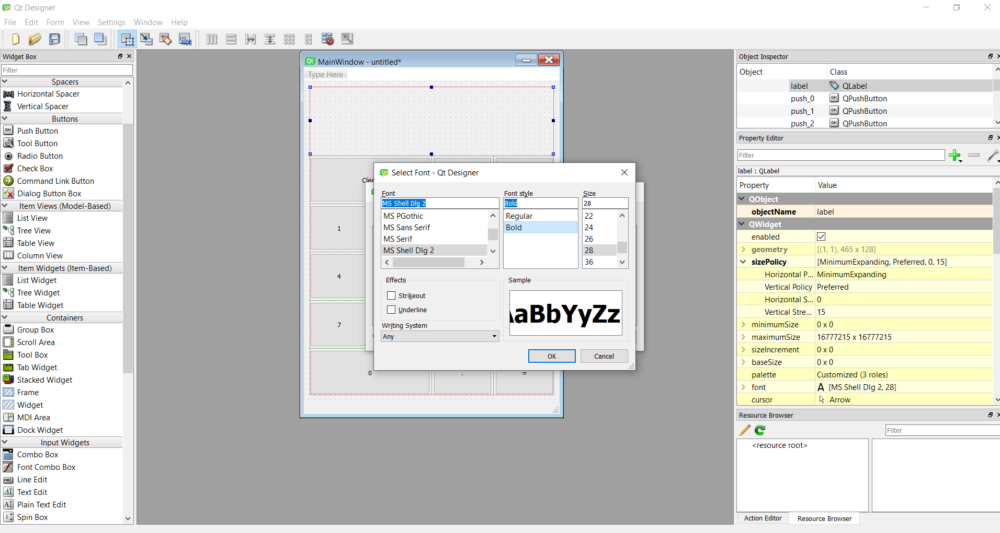 Qt Designer
File Edit Form View Settings Window Help
Widget Box
Filter
Spacers
Horizontal Spacer
Vertical Spacer
Buttons
Push Button
Tool Button
Radio Button
Check Box
Command Link Button
Dialog Button Box
Item Views (Model-Based)
List View
Tree View
Table View
Column View
Item Widgets (Item-Based)
List Widget
Tree Widget
Table Widget
Containers
Group Box
Scroll Area
Tool Box
Tab Widget
Stacked Widget
Frame
Widget
MDI Area
Dock Widget
Input Widgets
Combo Box
Font Combo Box
Line Edit
Text Edit
Plain Text Edit
Spin Box
MainWindow - untitled*
Type Here
1
4
7
0 . =
Select Font - Qt Designer
Font
MS Shell Dlg 2
MS PGothic
MS Sans Serif
MS Serif
MS Shell Dlg 2
Font style
Bold
Regular
Bold
Size
28
22
24
26
28
36
Effects
Strikeout
Underline
Writing System
Any
Sample
AaBbYyZz
OK Cancel
Object Inspector
Object Class
label QLabel
push_0 QPushButton
push_1 QPushButton
push_2 QPushButton
Property Editor
Filter
label : QLabel
Property Value
QObject
objectName label
QWidget
enabled
geometry [(1, 1), 465 x 128]
sizePolicy [MinimumExpanding, Preferred, 0, 15]
Horizontal P... MinimumExpanding
Vertical Policy Preferred
Horizontal S... 0
Vertical Stre... 15
minimumSize 0 x 0
maximumSize 16777215 x 16777215
sizeIncrement 0 x 0
baseSize 0 x 0
palette Customized (3 roles)
font A [MS Shell Dlg 2, 28]
cursor Arrow
Resource Browser
Filter
<resource root>
Action Editor Resource Browser